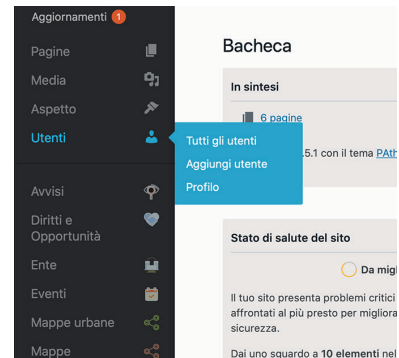 Aggiornamenti 1
Pagine
Media
Aspetto
Utenti
Tutti gli utenti
Aggiungi utente
Profilo
Avvisi
Diritti e
Opportunità
Ente
Eventi
Mappe urbane
Mappe
Bacheca
In sintesi
6 pagine
.5.1 con il tema PAth
Stato di salute del sito
Da migl
Il tuo sito presenta problemi critici
affrontati al più presto per migliora
sicurezza.
Dai uno sguardo a 10 elementi nel